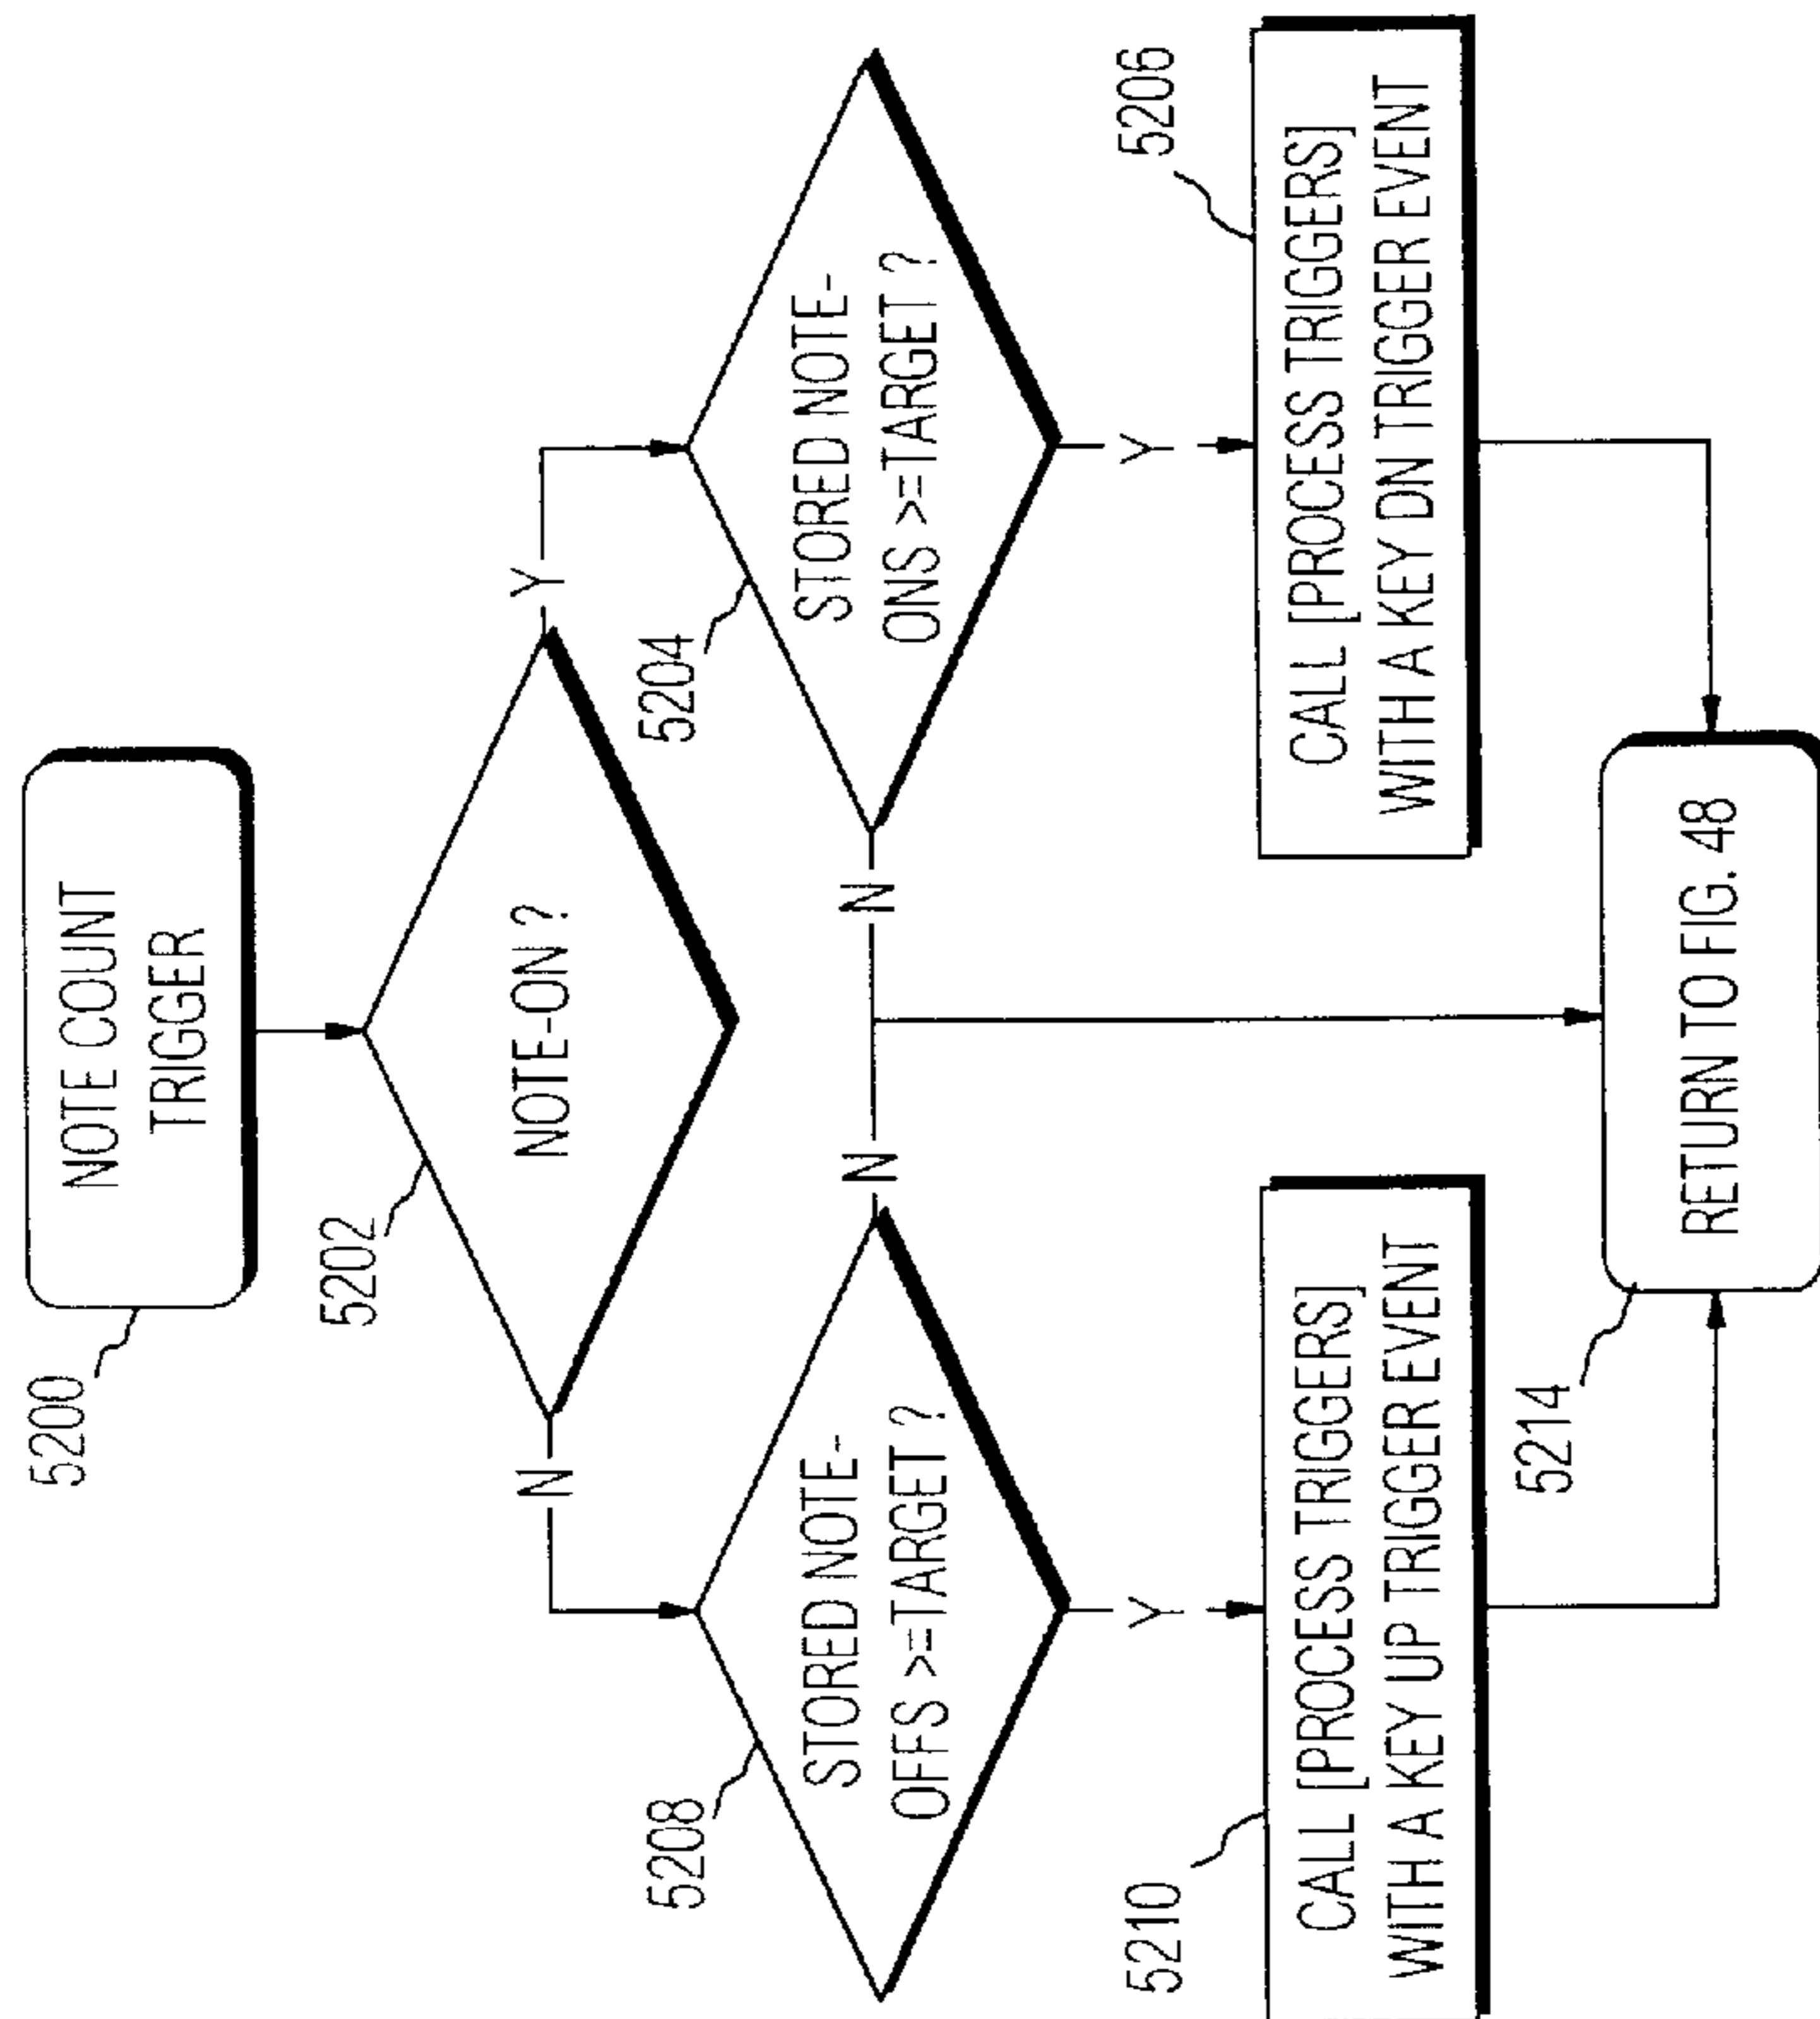 NOTE COUNT
TRIGGER
5200
5202
NOTE-ON ?
N
Y
5208
STORED NOTE-
OFFS >=TARGET ?
N
N
5204
STORED NOTE-
ONS >=TARGET ?
Y
Y
5210
CALL [PROCESS TRIGGERS]
WITH A KEY UP TRIGGER EVENT
5206
CALL [PROCESS TRIGGERS]
WITH A KEY DN TRIGGER EVENT
5214
RETURN TO FIG. 48